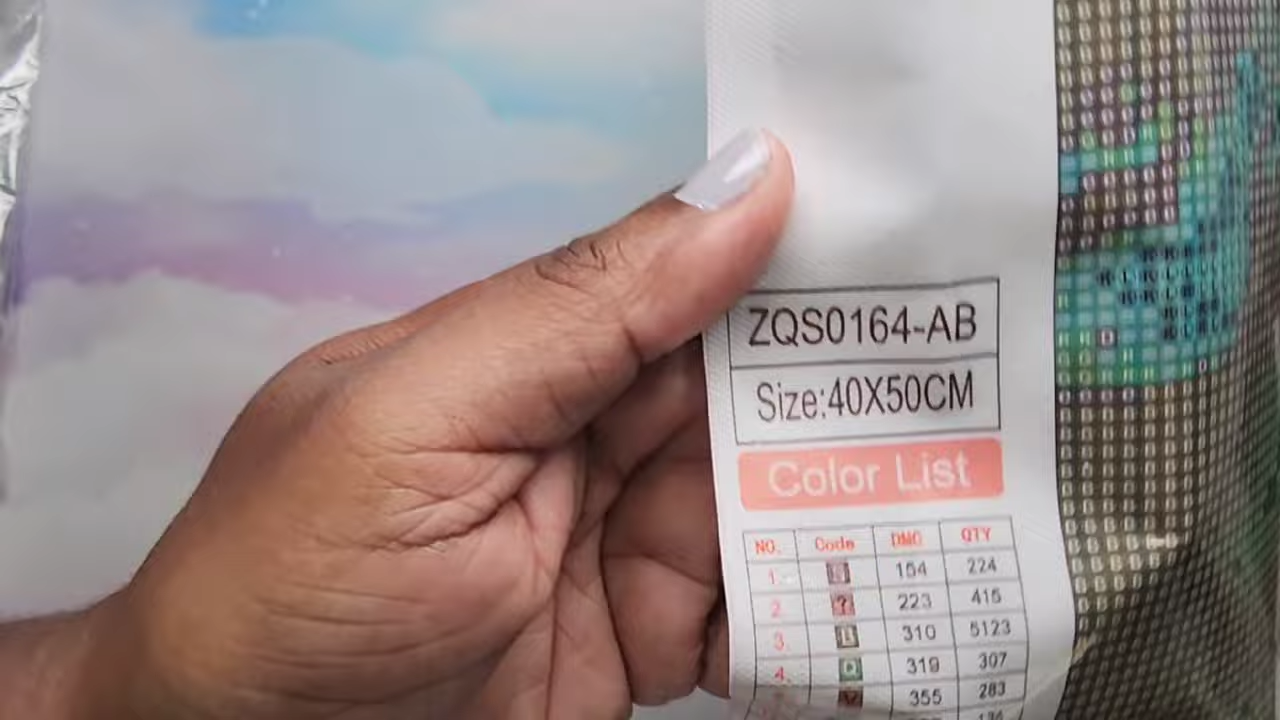 ZQS0164-AB
Size:40X50CM
Color List
NO. Code DMC QTY
1. 154 224
2 ? 223 415
3. 310 5123
4. 319 307
355 283